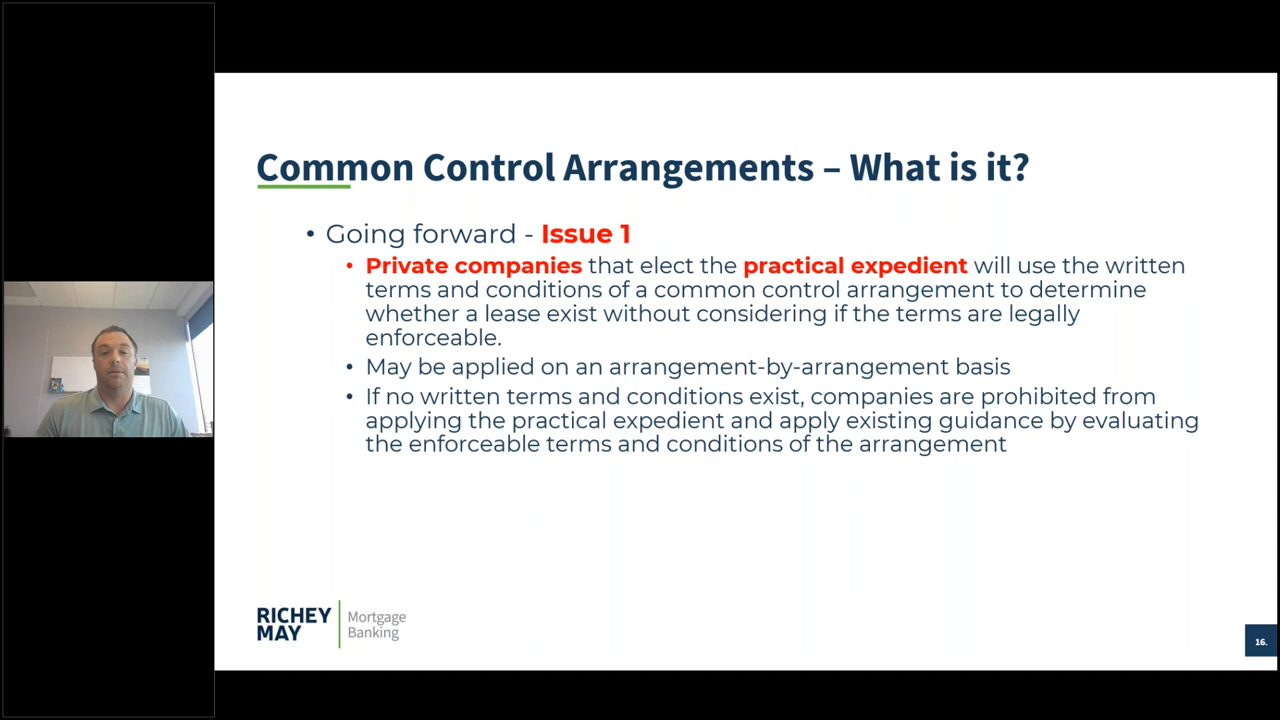 Common Control Arrangements – What is it?
• Going forward - Issue 1
• Private companies that elect the practical expedient will use the written
terms and conditions of a common control arrangement to determine
whether a lease exist without considering if the terms are legally
enforceable.
• May be applied on an arrangement-by-arrangement basis
• If no written terms and conditions exist, companies are prohibited from
applying the practical expedient and apply existing guidance by evaluating
the enforceable terms and conditions of the arrangement
RICHEY
MAY
Mortgage
Banking
16.